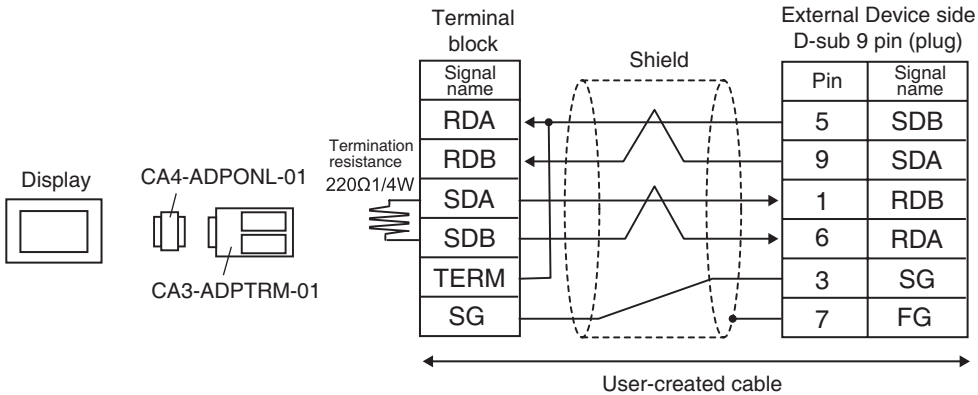 Display
CA4-ADPONL-01
CA3-ADPTRM-01
Termination
resistance
220Ω1/4W
Terminal
block
Signal
name
RDA
RDB
SDA
SDB
TERM
SG
Shield
External Device side
D-sub 9 pin (plug)
Pin
Signal
name
5 SDB
9 SDA
1 RDB
6 RDA
3 SG
7 FG
User-created cable